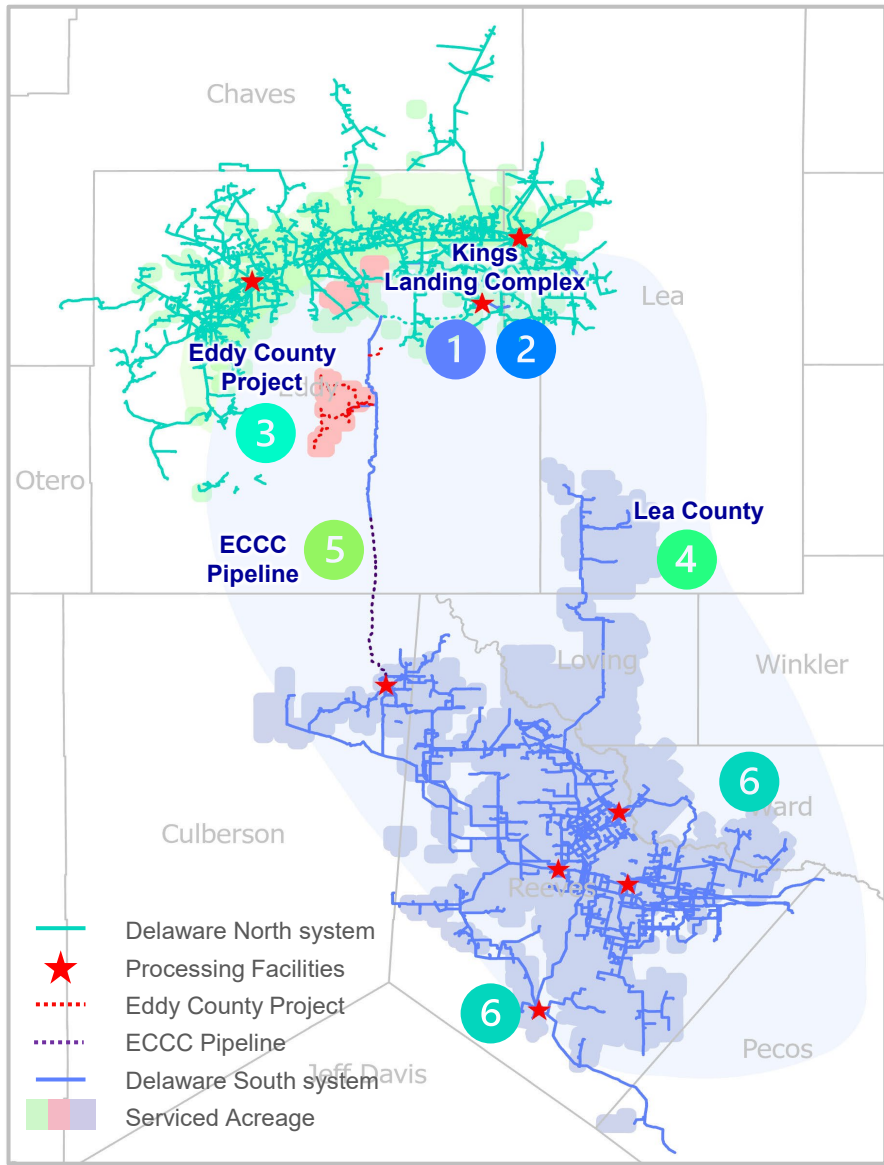 Chaves
Kings
Landing Complex
Lea
1
2
Eddy County
Project
Eddy
3
Otero
Lea County
4
ECCC
Pipeline
5
Loving
Winkler
6
Ward
Culberson
Reeves
Delaware North system
Processing Facilities
Eddy County Project
ECCC Pipeline
Delaware South system
Serviced Acreage
6
Jeff Davis
Pecos